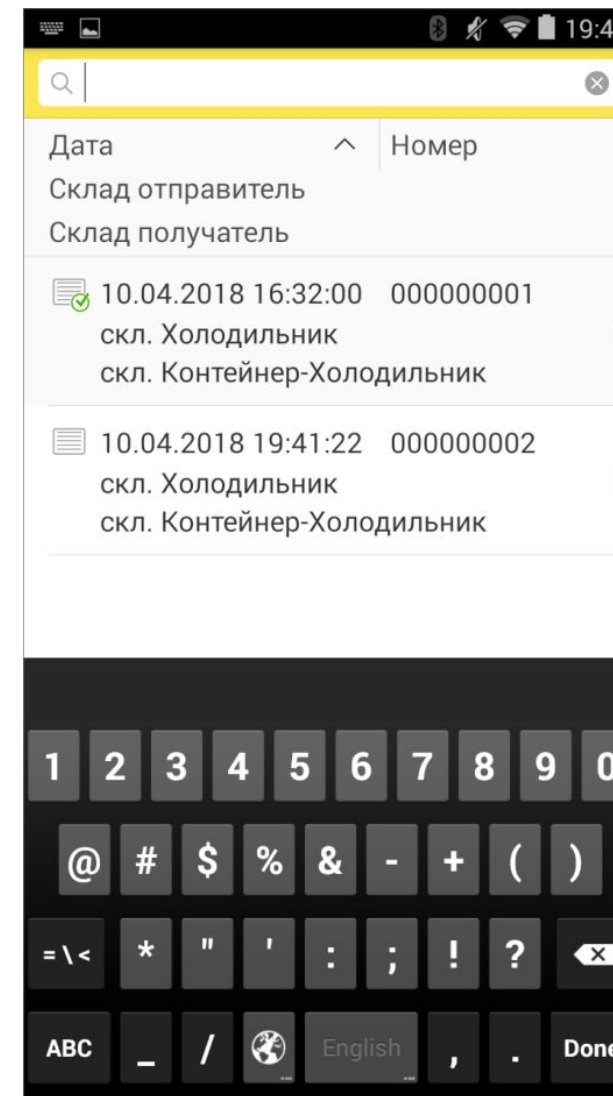 19:4
Дата Номер
Склад отправитель
Склад получатель
10.04.2018 16:32:00 000000001
скл. Холодильник
скл. Контейнер-Холодильник
10.04.2018 19:41:22 000000002
скл. Холодильник
скл. Контейнер-Холодильник
1 2 3 4 5 6 7 8 9 0
@ # $ % & - + ( )
= \ < * " ' : ; ! ?
ABC _ / English , . Done